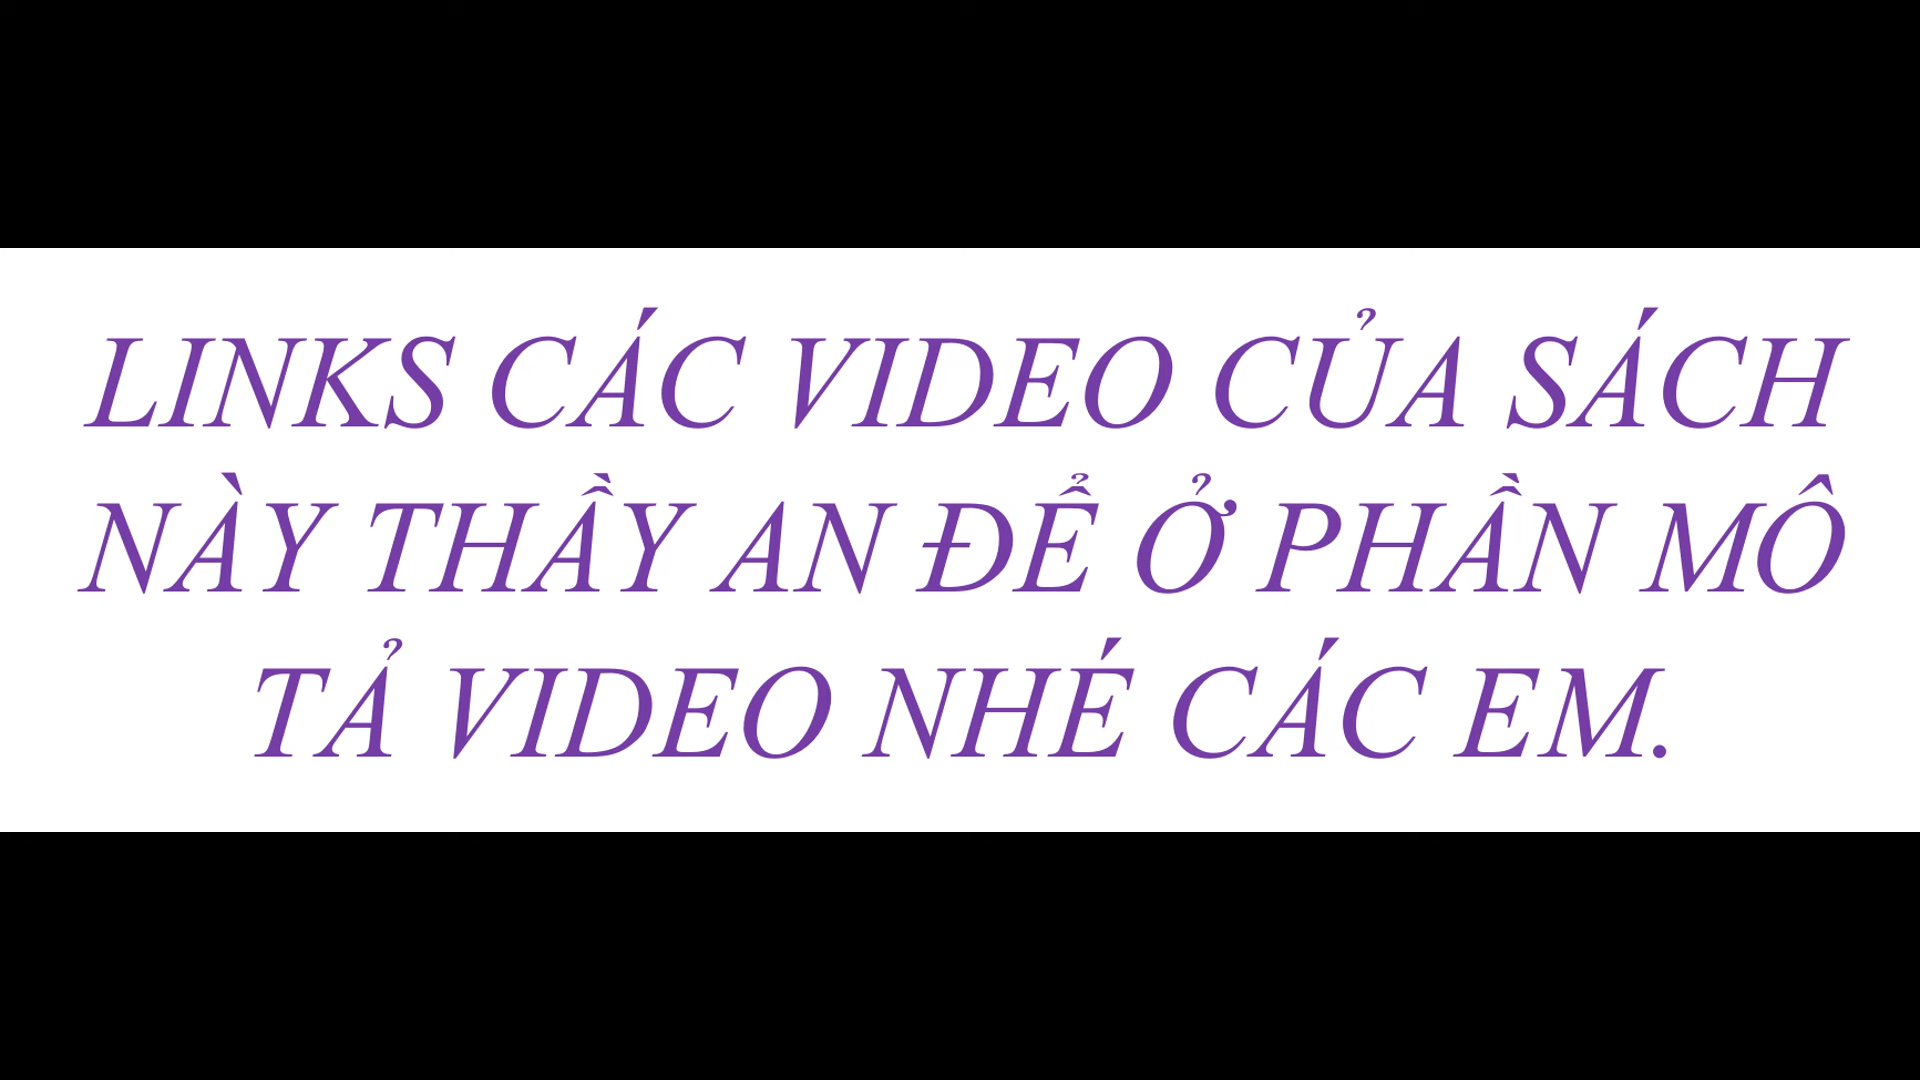 LINKS CÁC VIDEO CỦA SÁCH
NÀY THẦY AN ĐỂ Ở PHẦN MÔ
TẢ VIDEO NHÉ CÁC EM.